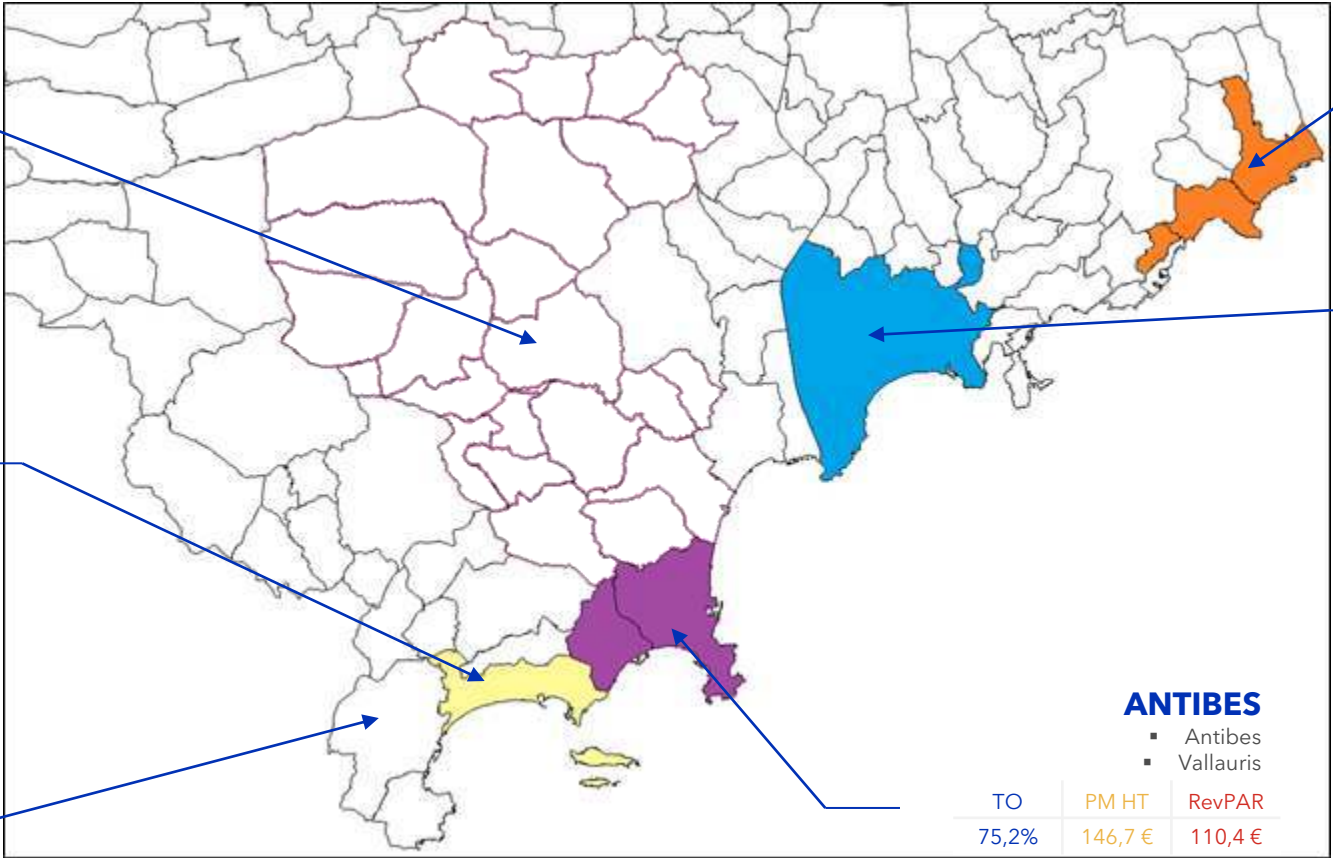 ANTIBES
▪ Antibes
▪ Vallauris
TO PM HT RevPAR
75,2% 146,7 € 110,4 €